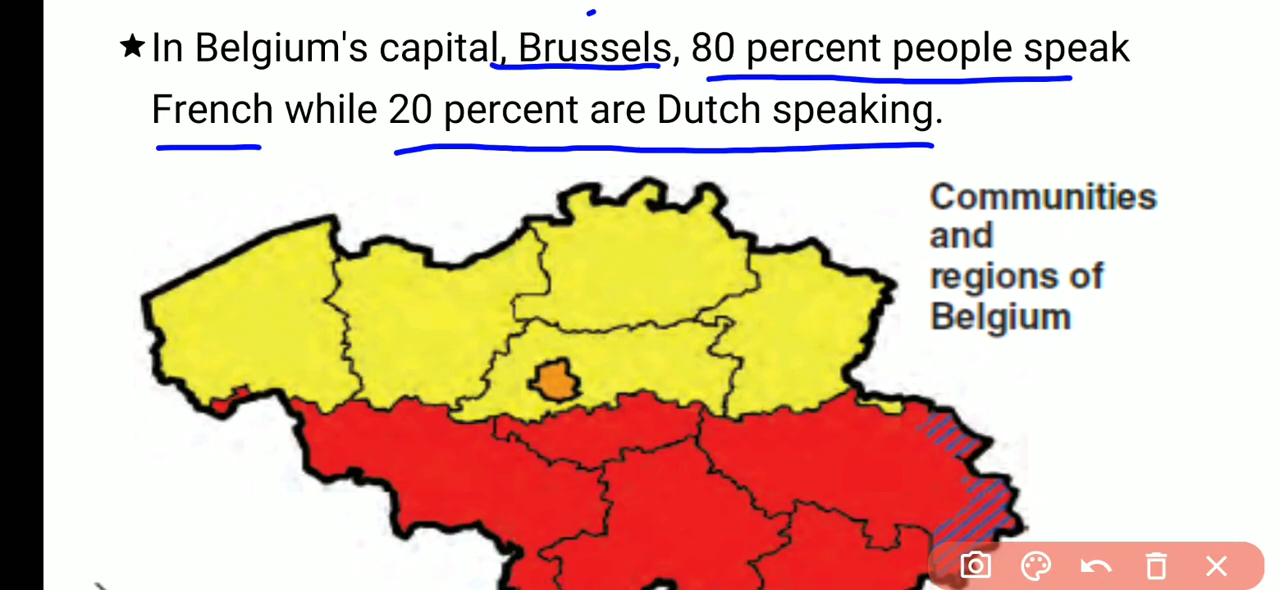 ★In Belgium's capital, Brussels, 80 percent people speak
French while 20 percent are Dutch speaking.
Communities
and
regions of
Belgium